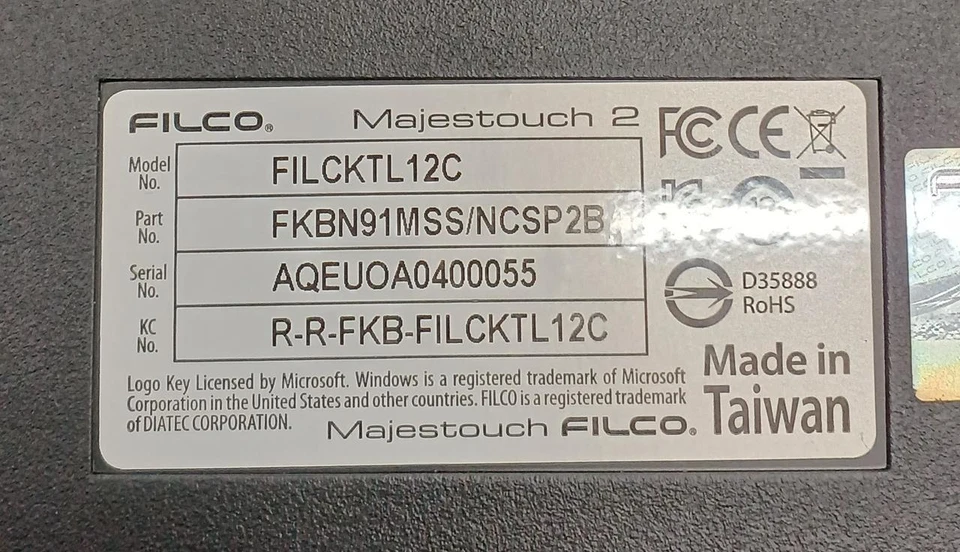 FILCO® Majestouch 2
FC CE
Model No. FILCKTL12C
Part No. FKBN91MSS/NCSP2B
Serial No. AQEUOA0400055
D35888
RoHS
KC No. R-R-FKB-FILCKTL12C
Made in
Taiwan
Logo Key Licensed by Microsoft. Windows is a registered trademark of Microsoft
Corporation in the United States and other countries. FILCO is a registered trademark
of DIATEC CORPORATION.
Majestouch FILCO®